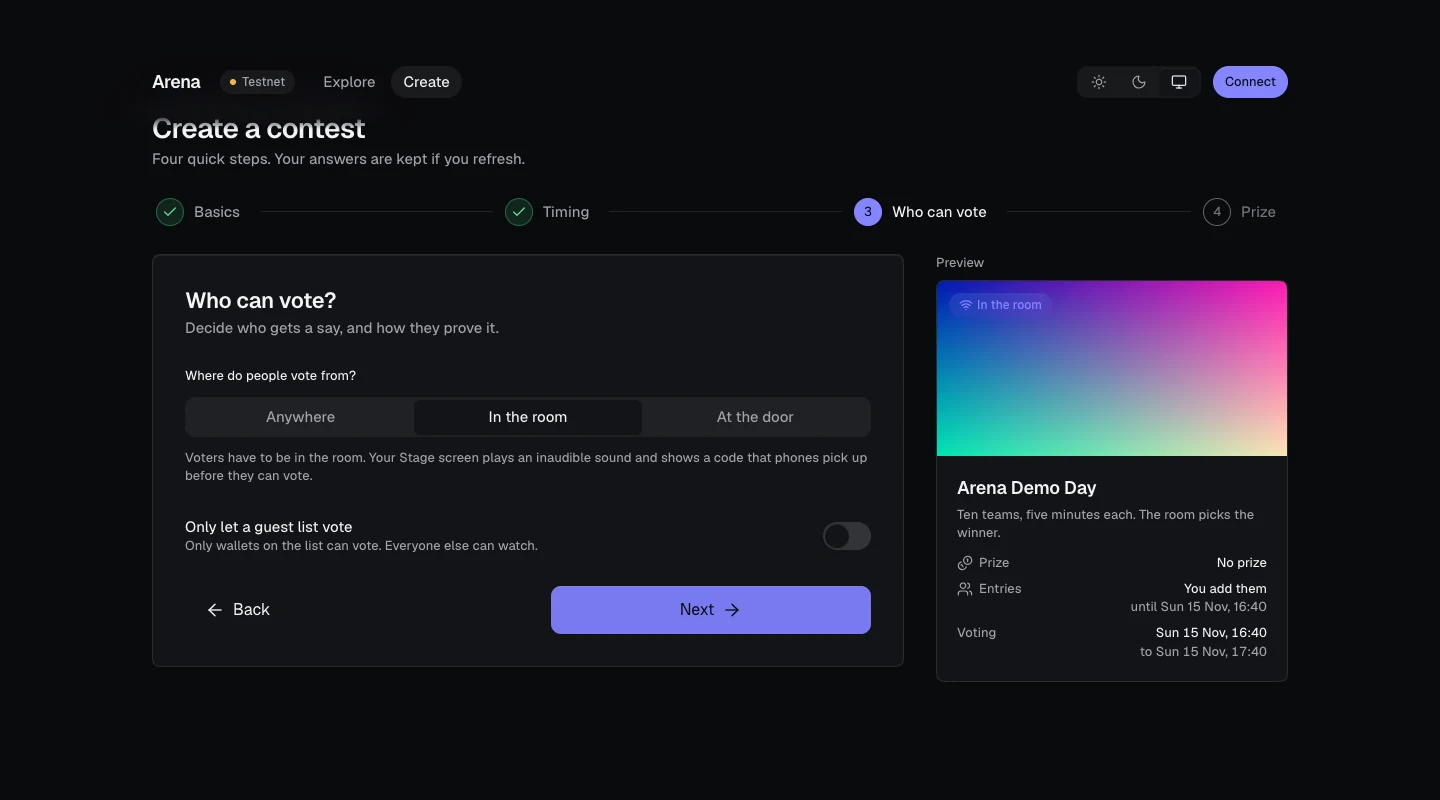 Arena
Testnet
Explore
Create
Connect
Create a contest
Four quick steps. Your answers are kept if you refresh.
Basics
Timing
3
Who can vote
4
Prize
Who can vote?
Decide who gets a say, and how they prove it.
Where do people vote from?
Anywhere
In the room
At the door
Voters have to be in the room. Your Stage screen plays an inaudible sound and shows a code that phones pick up
before they can vote.
Only let a guest list vote
Only wallets on the list can vote. Everyone else can watch.
Back
Next
Preview
In the room
Arena Demo Day
Ten teams, five minutes each. The room picks the
winner.
Prize
No prize
Entries
You add them
until Sun 15 Nov, 16:40
Voting
Sun 15 Nov, 16:40
to Sun 15 Nov, 17:40